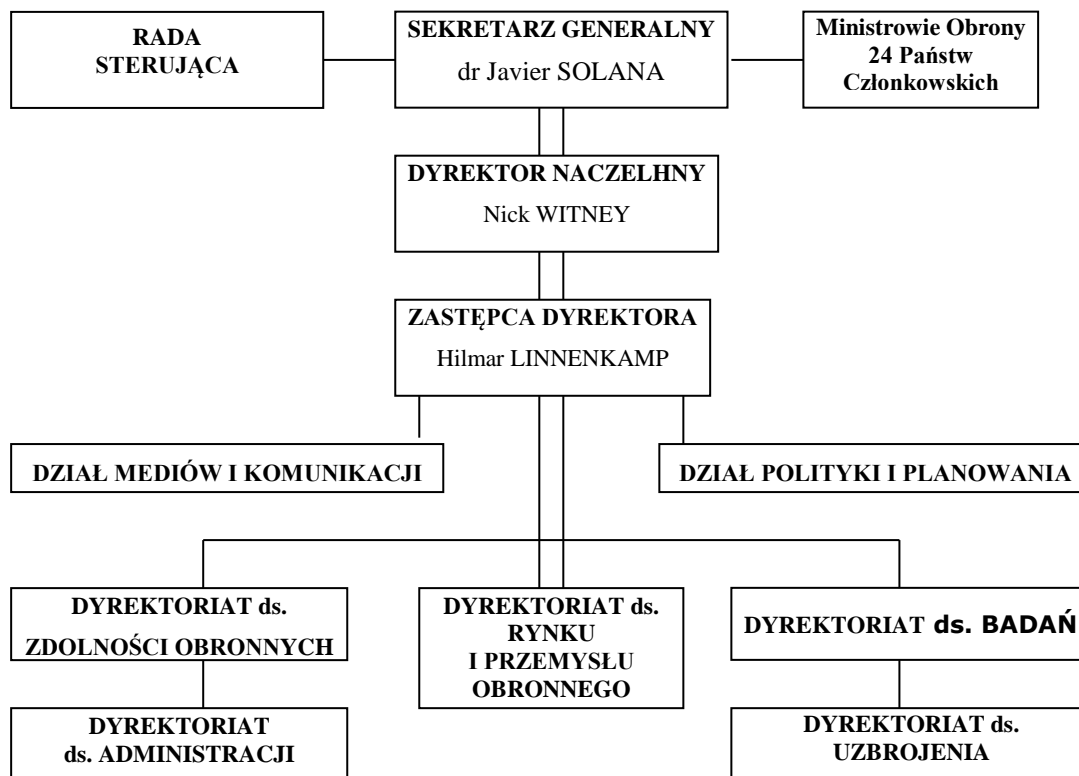 RADA
STERUJĄCA
SEKRETARZ GENERALNY
dr Javier SOLANA
Ministrowie Obrony
24 Państw
Członkowskich
DYREKTOR NACZELHNY
Nick WITNEY
ZASTĘPCA DYREKTORA
Hilmar LINNENKAMP
DZIAŁ MEDIÓW I KOMUNIKACJI
DZIAŁ POLITYKI I PLANOWANIA
DYREKTORIAT ds.
ZDOLNOŚCI OBRONNYCH
DYREKTORIAT ds.
RYNKU
I PRZEMYSŁU
OBRONNEGO
DYREKTORIAT ds. BADAŃ
DYREKTORIAT
ds. ADMINISTRACJI
DYREKTORIAT ds.
UZBROJENIA